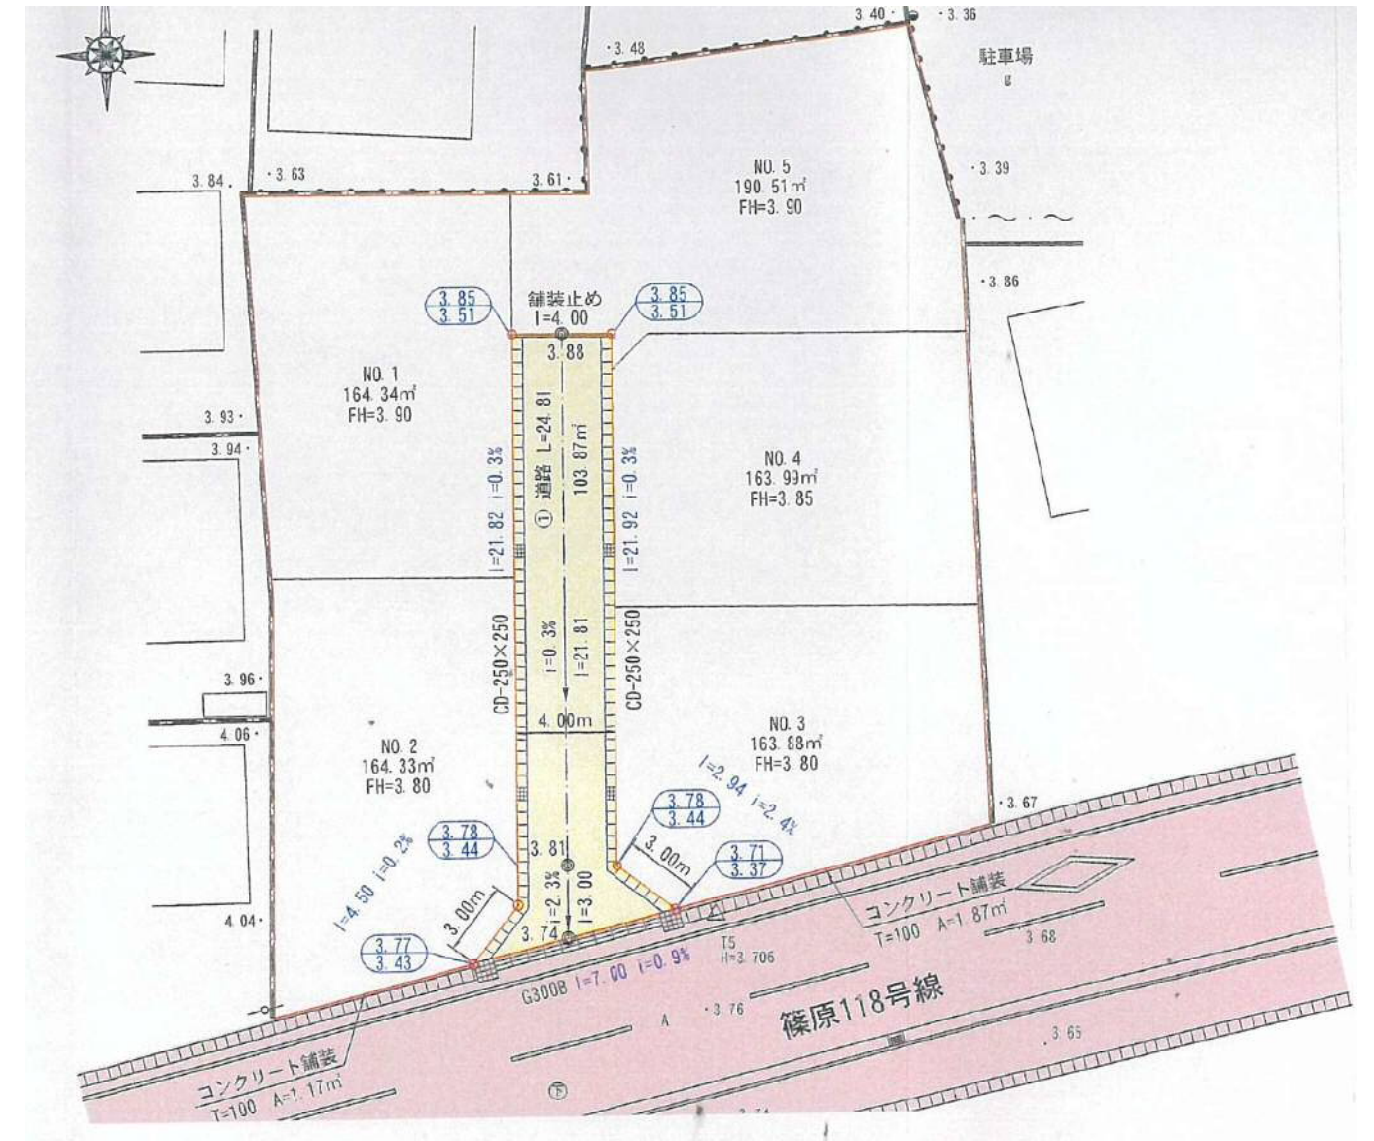 3.40・
・3.36
・3.48
駐車場
g
3.84.
・3.63
3.61・
・3.39
NO.5
190.51㎡
FH=3.90
・3.86
3.85
3.51
舗装止め
l=4.00
3.85
3.51
3.88
NO.1
164.34㎡
FH=3.90
3.93・
3.94・
l=21.82 i=0.3%
① 道路 L=24.81
103.87㎡
l=21.92 i=0.3%
NO.4
163.99㎡
FH=3.85
CD-250×250
i=0.3%
l=21.81
CD-250×250
3.96・
4.06・
4.00m
NO.2
164.33㎡
FH=3.80
NO.3
163.88㎡
FH=3.80
l=2.94 i=2.4%
・3.67
3.78
3.44
3.78
3.44
3.81
3.00m
3.71
3.37
l=4.50 i=0.2%
3.00m
i=2.3%
l=3.00
4.04・
3.77
3.43
3.74
コンクリート舗装
T=100 A=1.87㎡
T5
H=3.706
3.68
G300B l=7.00 i=0.9%
・3.76
A
篠原118号線
.3.65
コンクリート舗装
T=100 A=1.17㎡
下